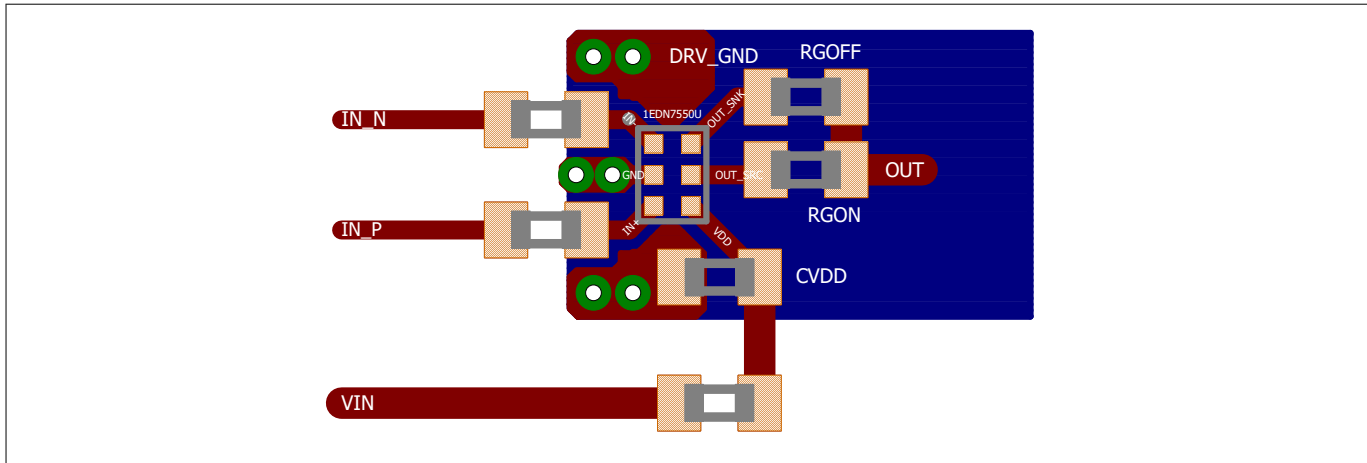 DRV_GND
RGOFF
IN_N
1EDN7550U
OUT_SNK
GND
OUT_SRC
OUT
IN_P
IN+
VDD
RGON
CVDD
VIN